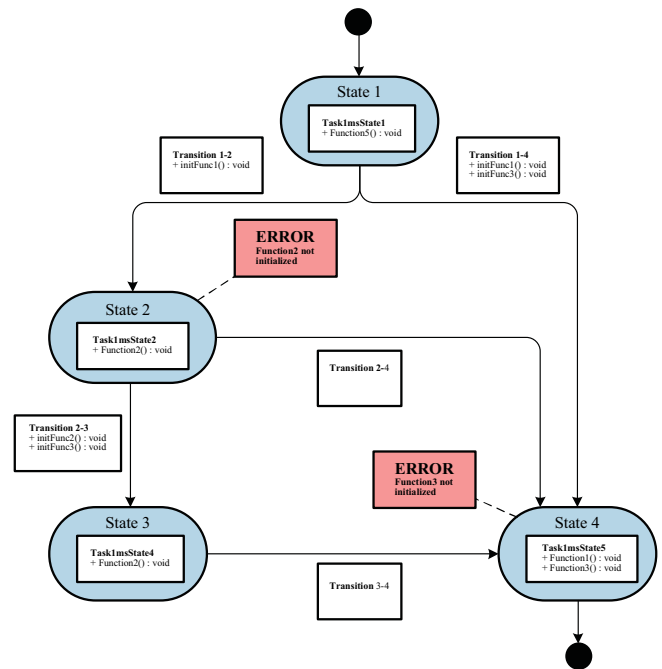 State 1
Task1msState1
+ Function5() : void
Transition 1-2
+ initFunc1() : void
Transition 1-4
+ initFunc1() : void
+ initFunc3() : void
ERROR
Function2 not
initialized
State 2
Task1msState2
+ Function2() : void
Transition 2-4
Transition 2-3
+ initFunc2() : void
+ initFunc3() : void
ERROR
Function3 not
initialized
State 3
Task1msState4
+ Function2() : void
State 4
Task1msState5
+ Function1() : void
+ Function3() : void
Transition 3-4